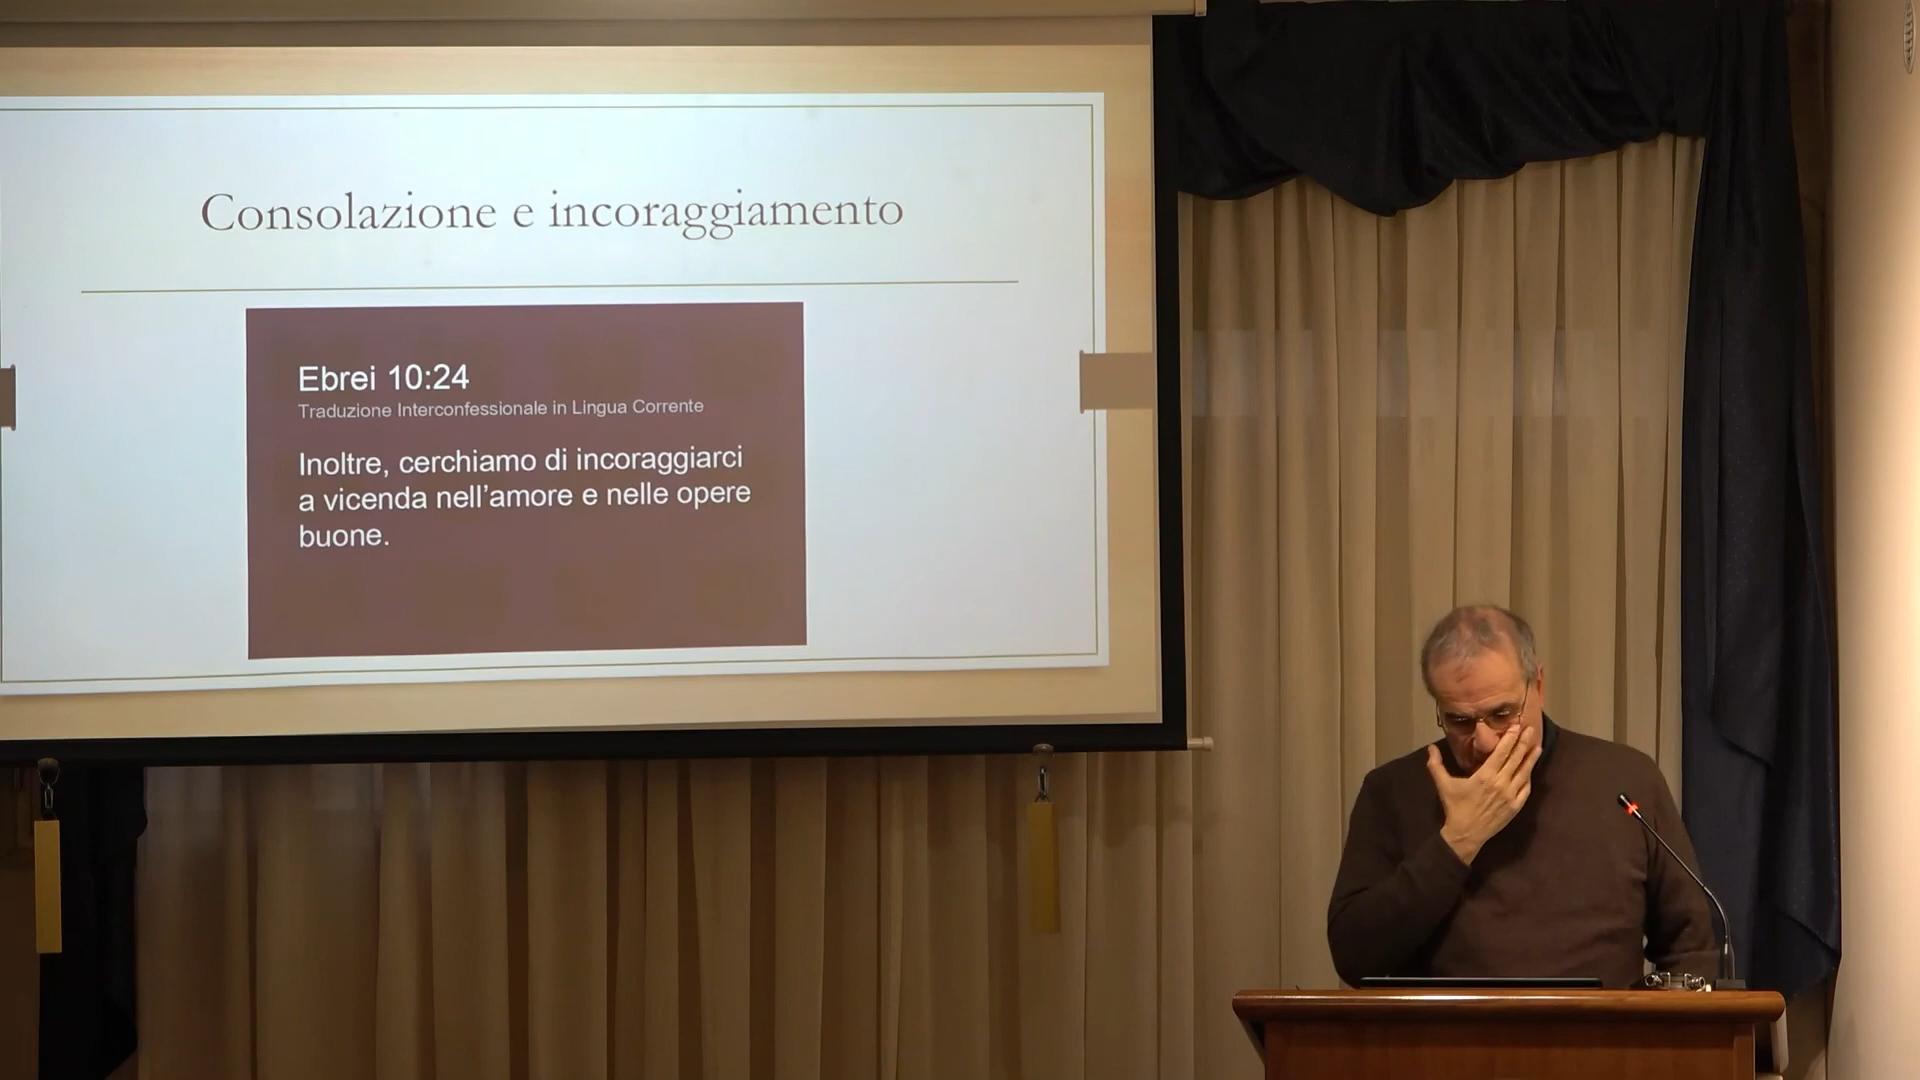 Consolazione e incoraggiamento
Ebrei 10:24
Traduzione Interconfessionale in Lingua Corrente
Inoltre, cerchiamo di incoraggiarci
a vicenda nell’amore e nelle opere
buone.